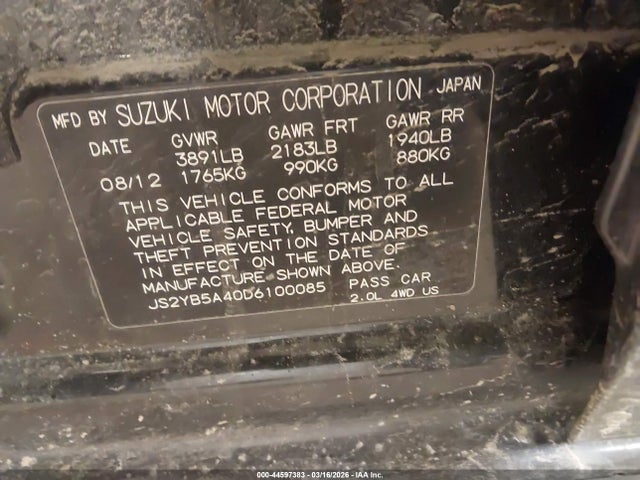 MFD BY SUZUKI MOTOR CORPORATION JAPAN
DATE GVWR GAWR FRT GAWR RR
3891LB 2183LB 1940LB
08/12 1765KG 990KG 880KG
THIS VEHICLE CONFORMS TO ALL
APPLICABLE FEDERAL MOTOR
VEHICLE SAFETY, BUMPER AND
THEFT PREVENTION STANDARDS
IN EFFECT ON THE DATE OF
MANUFACTURE SHOWN ABOVE.
JS2YB5A40D6100085 PASS CAR
2.0L 4WD US
000-44597383 | 03/16/2026 | IAA Inc.